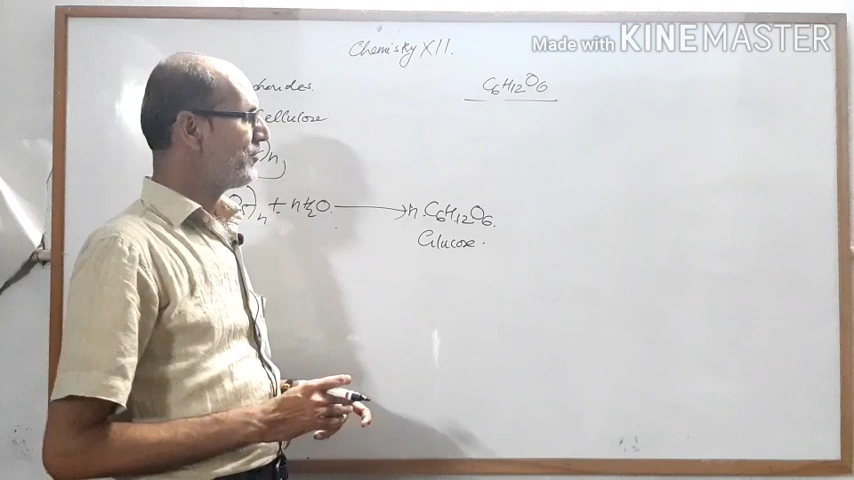 Made with KINEMASTER
Chemistry XII.
C6H12O6
Cellulose
)n
)n + nH2O → n C6H12O6.
Glucose.